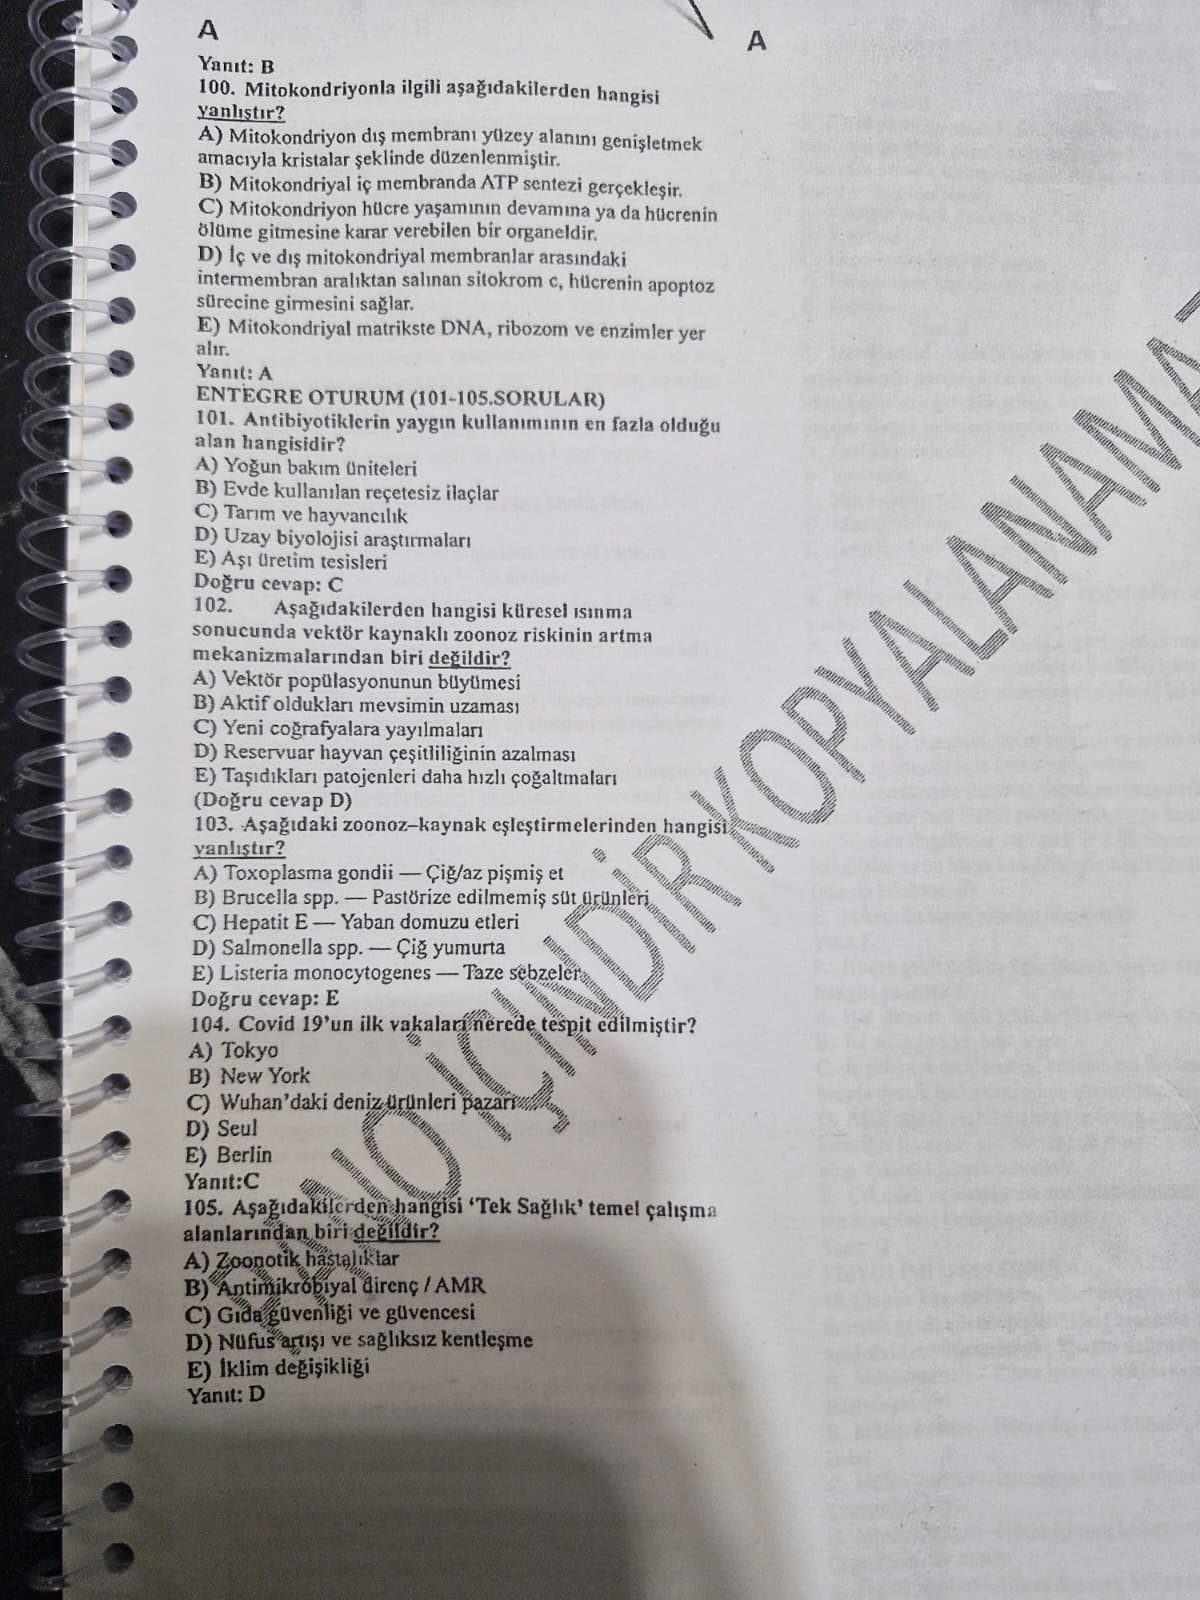 A
A
Yanıt: B
100. Mitokondriyonla ilgili aşağıdakilerden hangisi
yanlıştır?
A) Mitokondriyon dış membranı yüzey alanını genişletmek
amacıyla kristalar şeklinde düzenlenmiştir.
B) Mitokondriyal iç membranda ATP sentezi gerçekleşir.
C) Mitokondriyon hücre yaşamının devamına ya da hücrenin
ölüme gitmesine karar verebilen bir organeldir.
D) İç ve dış mitokondriyal membranlar arasındaki
intermembran aralıktan salınan sitokrom c, hücrenin apoptoz
sürecine girmesini sağlar.
E) Mitokondriyal matrikste DNA, ribozom ve enzimler yer
alır.
Yanıt: A
ENTEGRE OTURUM (101-105.SORULAR)
101. Antibiyotiklerin yaygın kullanımının en fazla olduğu
alan hangisidir?
A) Yoğun bakım üniteleri
B) Evde kullanılan reçetesiz ilaçlar
C) Tarım ve hayvancılık
D) Uzay biyolojisi araştırmaları
E) Aşı üretim tesisleri
Doğru cevap: C
102. Aşağıdakilerden hangisi küresel ısınma
sonucunda vektör kaynaklı zoonoz riskinin artma
mekanizmalarından biri değildir?
A) Vektör popülasyonunun büyümesi
B) Aktif oldukları mevsimin uzaması
C) Yeni coğrafyalara yayılmaları
D) Reservuar hayvan çeşitliliğinin azalması
E) Taşıdıkları patojenleri daha hızlı çoğaltmaları
(Doğru cevap D)
103. Aşağıdaki zoonoz–kaynak eşleştirmelerinden hangisi
yanlıştır?
A) Toxoplasma gondii — Çiğ/az pişmiş et
B) Brucella spp. — Pastörize edilmemiş süt ürünleri
C) Hepatit E — Yaban domuzu etleri
D) Salmonella spp. — Çiğ yumurta
E) Listeria monocytogenes — Taze sebzeler
Doğru cevap: E
104. Covid 19’un ilk vakaları nerede tespit edilmiştir?
A) Tokyo
B) New York
C) Wuhan’daki deniz ürünleri pazarı
D) Seul
E) Berlin
Yanıt:C
105. Aşağıdakilerden hangisi ‘Tek Sağlık’ temel çalışma
alanlarından biri değildir?
A) Zoonotik hastalıklar
B) Antimikrobiyal direnç / AMR
C) Gıda güvenliği ve güvencesi
D) Nüfus artışı ve sağlıksız kentleşme
E) İklim değişikliği
Yanıt: D
İÇİNDİR KOPYALANAMAZ